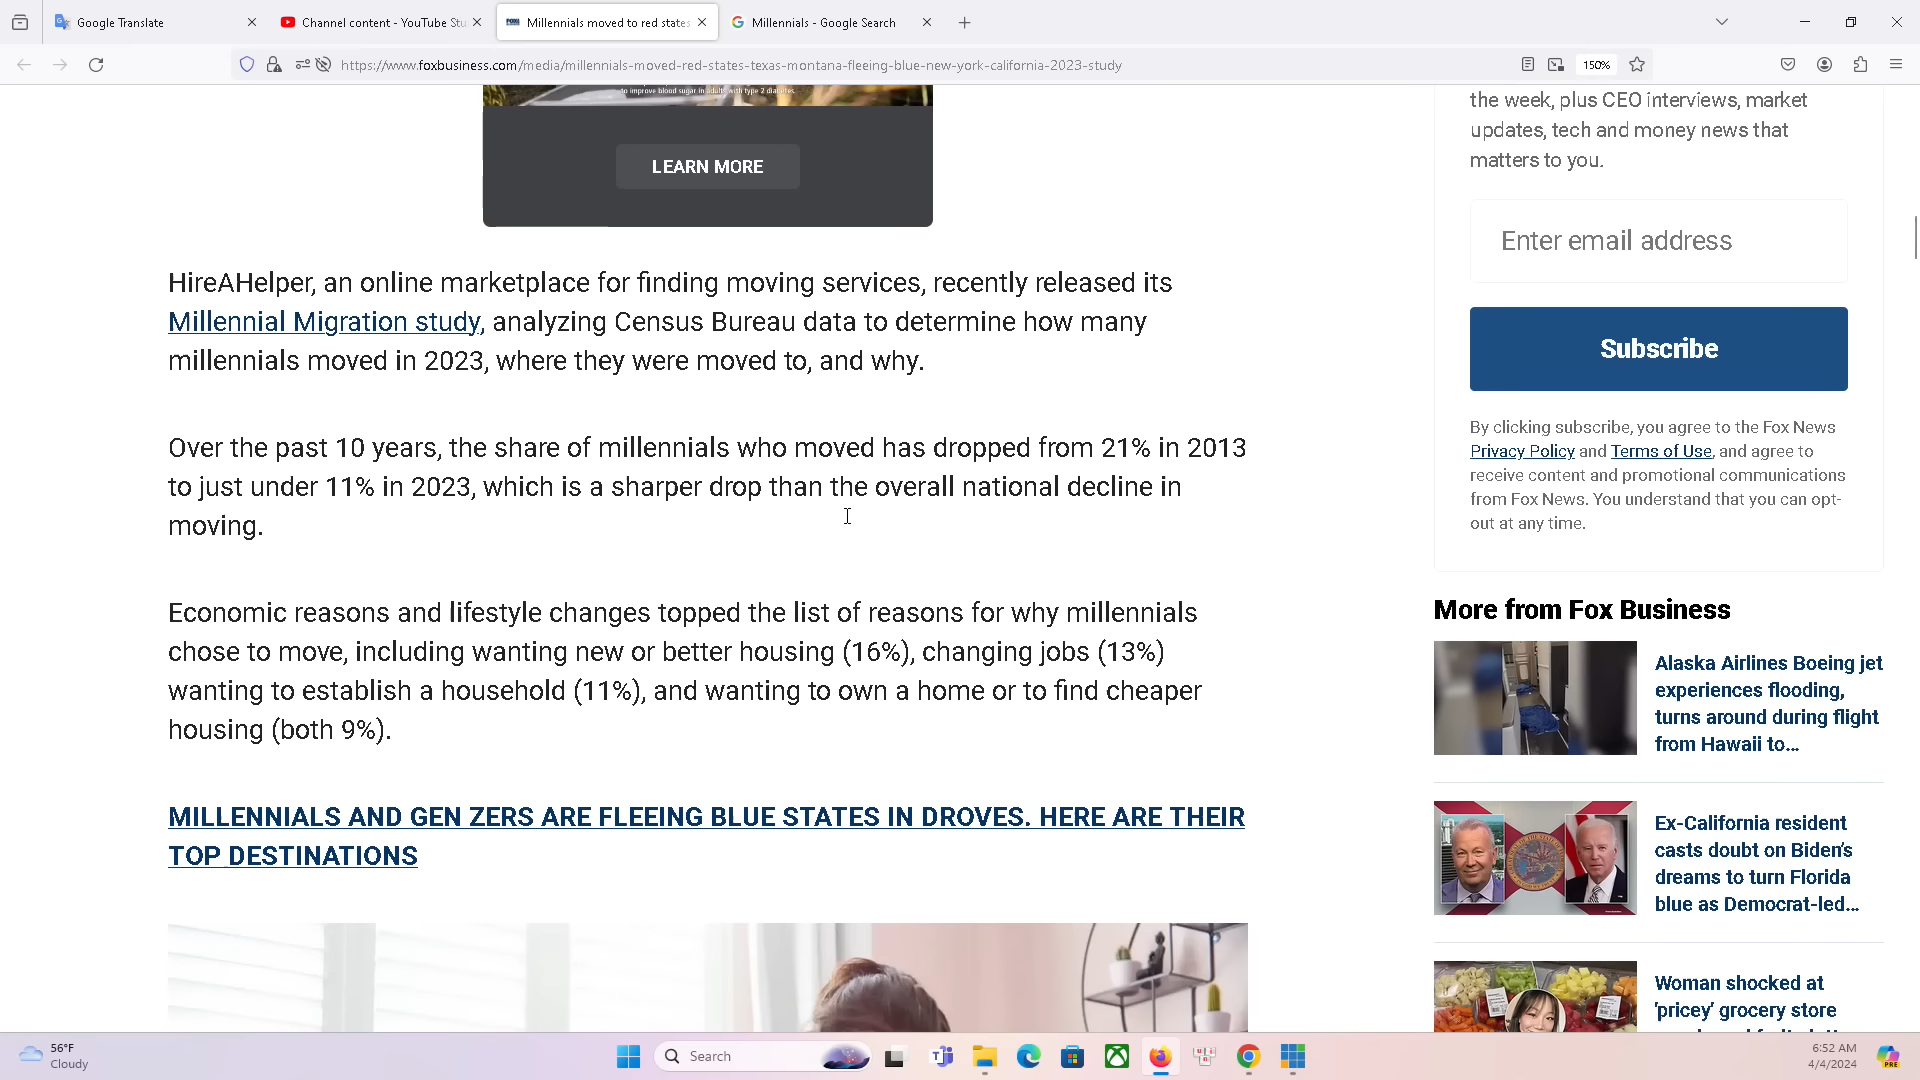 Google Translate
Channel content - YouTube Stu
Millennials moved to red states
Millennials - Google Search
https://www.foxbusiness.com/media/millennials-moved-red-states-texas-montana-fleeing-blue-new-york-california-2023-study
150%
to improve blood sugar in adults with type 2 diabetes.
LEARN MORE
HireAHelper, an online marketplace for finding moving services, recently released its
Millennial Migration study, analyzing Census Bureau data to determine how many
millennials moved in 2023, where they were moved to, and why.
Over the past 10 years, the share of millennials who moved has dropped from 21% in 2013
to just under 11% in 2023, which is a sharper drop than the overall national decline in
moving.
Economic reasons and lifestyle changes topped the list of reasons for why millennials
chose to move, including wanting new or better housing (16%), changing jobs (13%)
wanting to establish a household (11%), and wanting to own a home or to find cheaper
housing (both 9%).
MILLENNIALS AND GEN ZERS ARE FLEEING BLUE STATES IN DROVES. HERE ARE THEIR
TOP DESTINATIONS
the week, plus CEO interviews, market
updates, tech and money news that
matters to you.
Enter email address
Subscribe
By clicking subscribe, you agree to the Fox News
Privacy Policy and Terms of Use, and agree to
receive content and promotional communications
from Fox News. You understand that you can opt-
out at any time.
More from Fox Business
Alaska Airlines Boeing jet
experiences flooding,
turns around during flight
from Hawaii to...
Ex-California resident
casts doubt on Biden's
dreams to turn Florida
blue as Democrat-led...
Woman shocked at
'pricey' grocery store
56°F
Cloudy
Search
6:52 AM
4/4/2024